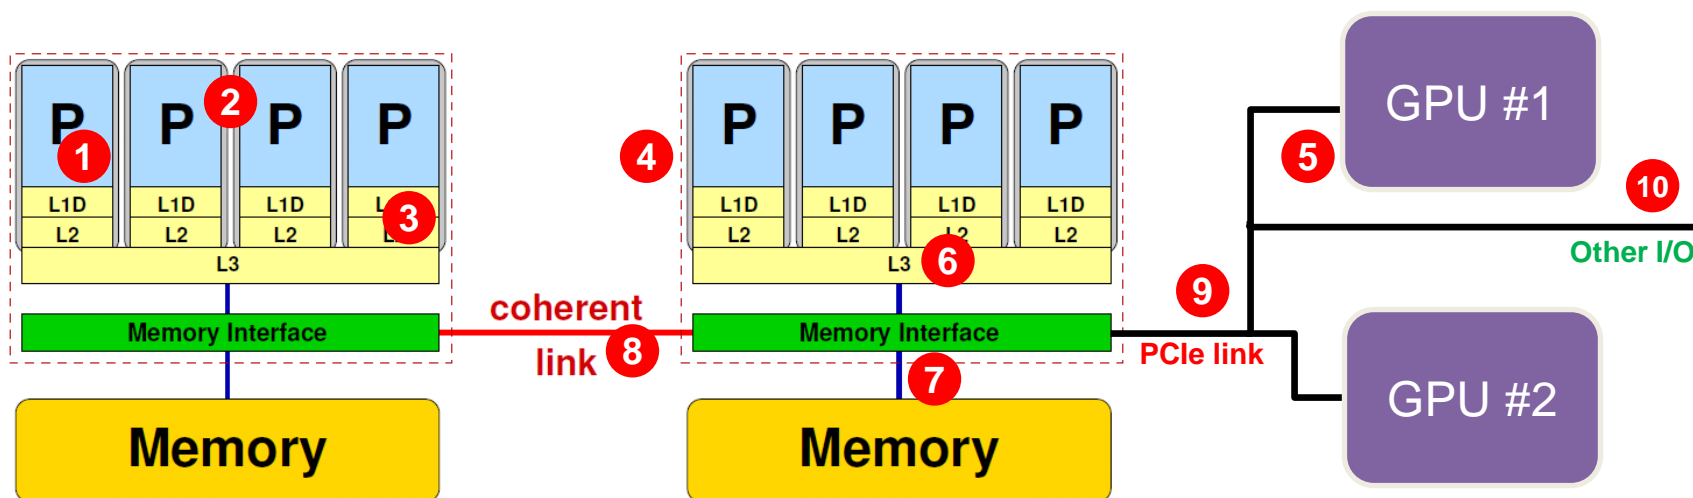 P P P P
1
2
L1D L1D L1D
L2 L2 L2
3
L3
Memory Interface
Memory
coherent
link
8
4
P P P P
L1D L1D L1D L1D
L2 L2 L2 L2
L3
6
Memory Interface
7
Memory
9
PCIe link
GPU #1
5
10
Other I/O
GPU #2